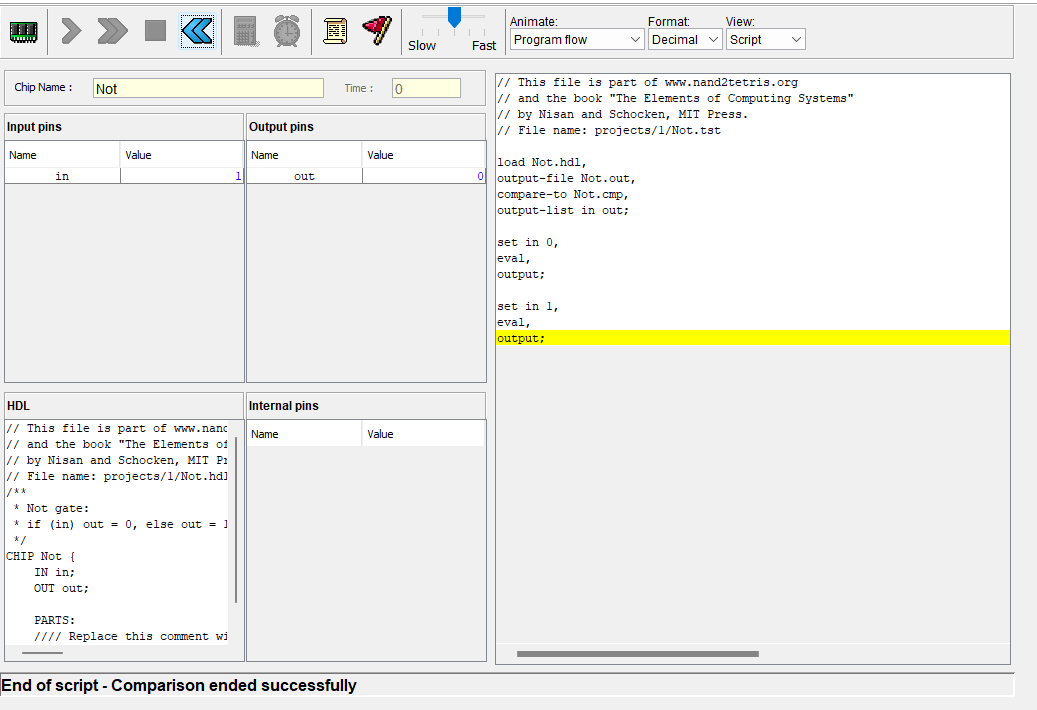 Slow
Fast
Animate:
Program flow
Format:
Decimal
View:
Script
Chip Name :
Not
Time :
0
Input pins
Name
Value
in
1
Output pins
Name
Value
out
0
HDL
// This file is part of www.nand
// and the book "The Elements of
// by Nisan and Schocken, MIT Pr
// File name: projects/1/Not.hdl
/**
* Not gate:
* if (in) out = 0, else out = 1
*/
CHIP Not {
IN in;
OUT out;
PARTS:
//// Replace this comment wi
Internal pins
Name
Value
// This file is part of www.nand2tetris.org
// and the book "The Elements of Computing Systems"
// by Nisan and Schocken, MIT Press.
// File name: projects/1/Not.tst
load Not.hdl,
output-file Not.out,
compare-to Not.cmp,
output-list in out;
set in 0,
eval,
output;
set in 1,
eval,
output;
End of script - Comparison ended successfully